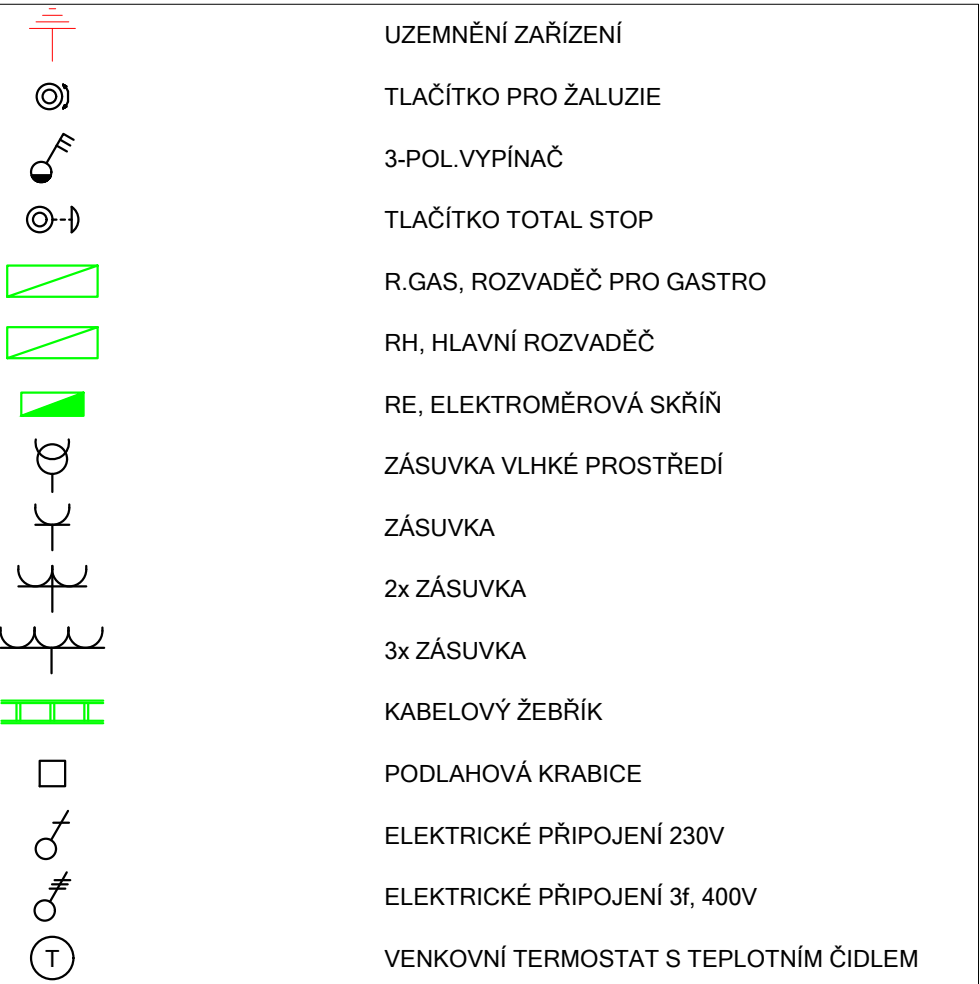 UZEMNĚNÍ ZAŘÍZENÍ
TLAČÍTKO PRO ŽALUZIE
3-POL.VYPÍNAČ
TLAČÍTKO TOTAL STOP
R.GAS, ROZVADĚČ PRO GASTRO
RH, HLAVNÍ ROZVADĚČ
RE, ELEKTROMĚROVÁ SKŘÍŇ
ZÁSUVKA VLHKÉ PROSTŘEDÍ
ZÁSUVKA
2x ZÁSUVKA
3x ZÁSUVKA
KABELOVÝ ŽEBŘÍK
PODLAHOVÁ KRABICE
ELEKTRICKÉ PŘIPOJENÍ 230V
ELEKTRICKÉ PŘIPOJENÍ 3f, 400V
T VENKOVNÍ TERMOSTAT S TEPLOTNÍM ČIDLEM